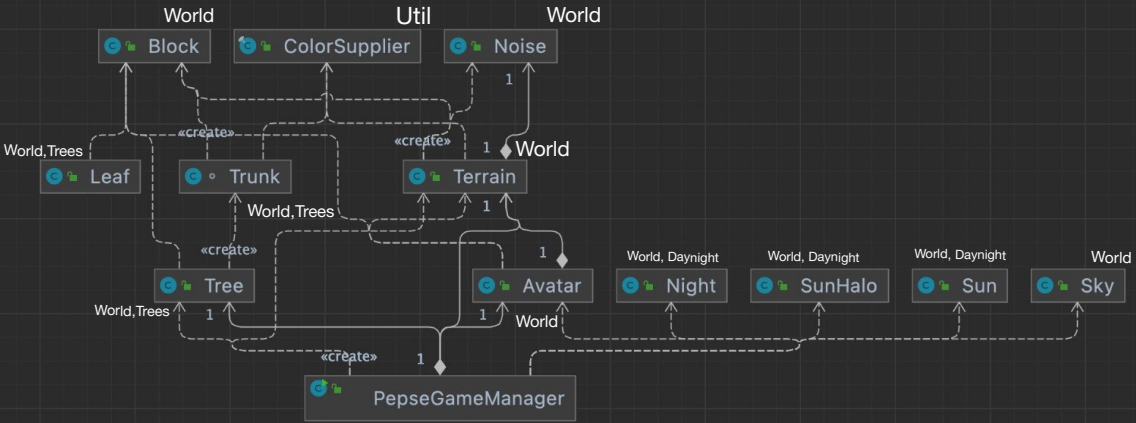 World
Util
World
Block
ColorSupplier
Noise
1
«create»
«create»
World,Trees
1
World
Leaf
Trunk
Terrain
World,Trees
1
«create»
1
World, Daynight
World, Daynight
World, Daynight
World
Tree
Avatar
Night
SunHalo
Sun
Sky
World,Trees
1
1
World
«create»
1
PepseGameManager